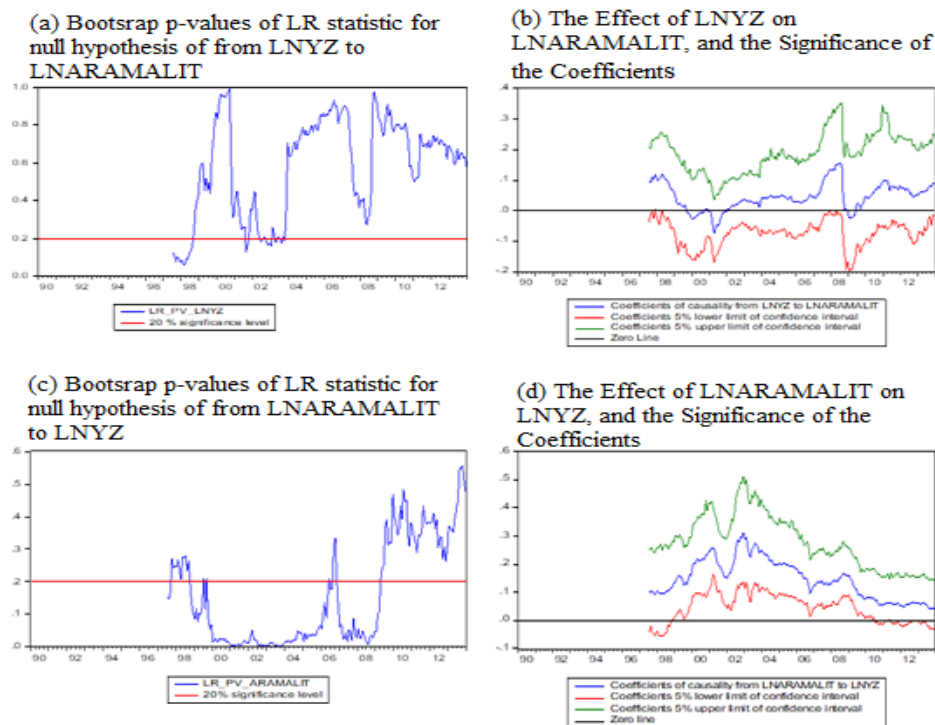 (a) Bootsrap p-values of LR statistic for
null hypothesis of from LNYZ to
LNARAMALIT
1.0
0.8
0.6
0.4
0.2
0.0
90 92 94 96 98 00 02 04 06 08 10 12
LR_PV_LNYZ
20 % significance level
(b) The Effect of LNYZ on
LNARAMALIT, and the Significance of
the Coefficients
.4
.3
.2
.1
.0
-.1
-.2
90 92 94 96 98 00 02 04 06 08 10 12
Coefficients of causality from LNYZ to LNARAMALIT
Coefficients 5% lower limit of confidence interval
Coefficients 5% upper limit of confidence interval
Zero Line
(c) Bootsrap p-values of LR statistic for
null hypothesis of from LNARAMALIT
to LNYZ
.6
.5
.4
.3
.2
.1
.0
90 92 94 96 98 00 02 04 06 08 10 12
LR_PV_ARAMALIT
20% significance level
(d) The Effect of LNARAMALIT on
LNYZ, and the Significance of the
Coefficients
.6
.5
.4
.3
.2
.1
.0
-.1
90 92 94 96 98 00 02 04 06 08 10 12
Coefficients of causality from LNARAMALIT to LNYZ
Coefficients 5% lower limit of confidence interval
Coefficients 5% upper limit of confidence interval
Zero line